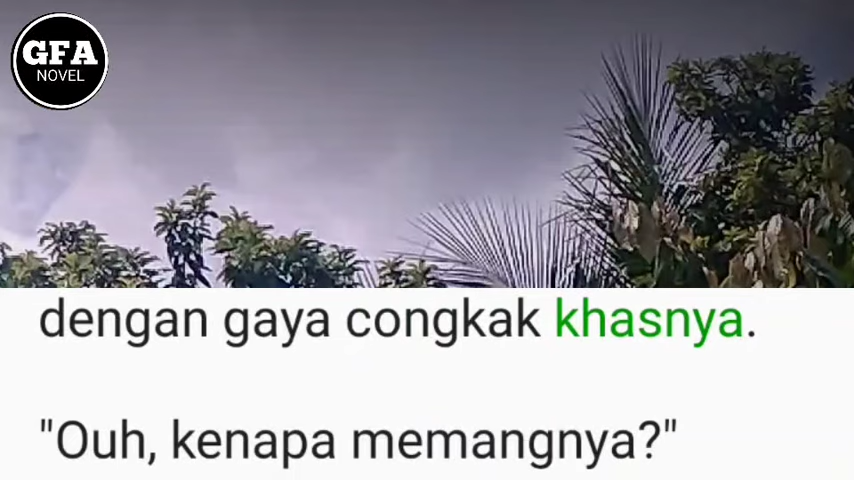 GFA
NOVEL
dengan gaya congkak khasnya.
"Ouh, kenapa memangnya?"